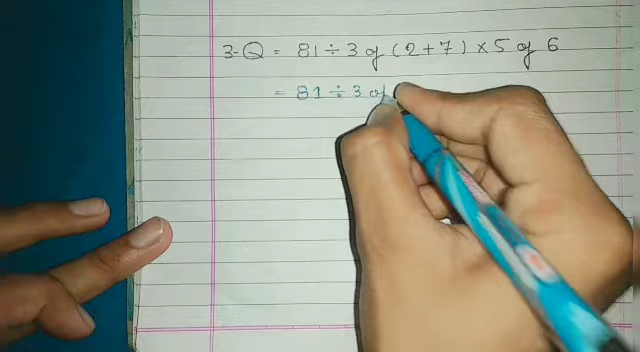 3-Q = 81 ÷ 3 of (2 + 7) × 5 of 6
= 81 ÷ 3 of